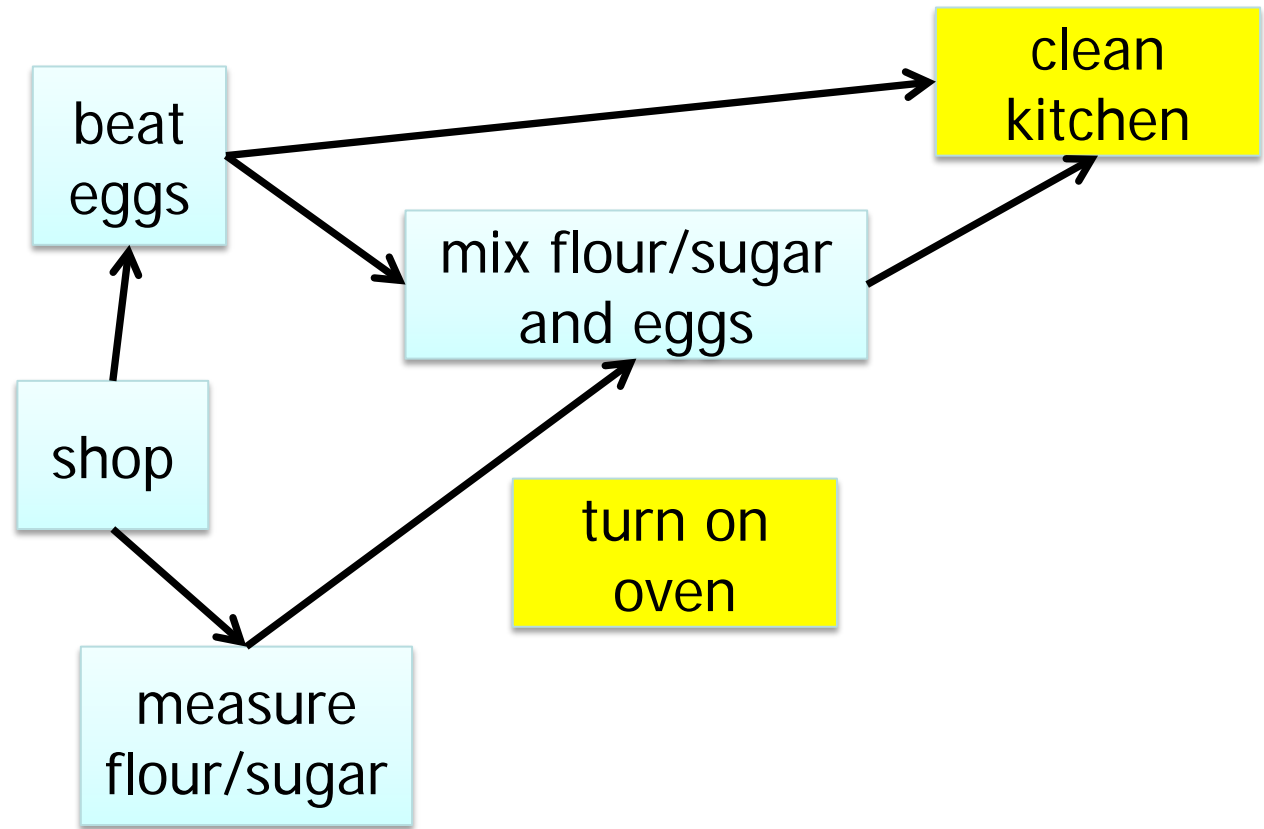 clean
kitchen
beat
eggs
mix flour/sugar
and eggs
shop
turn on
oven
measure
flour/sugar